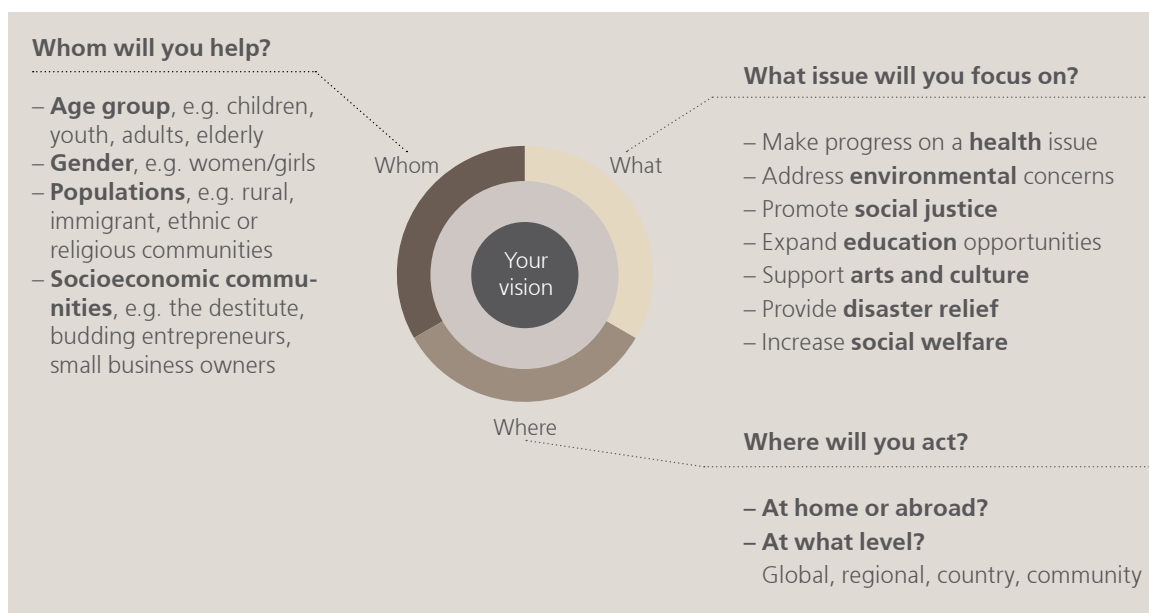 Whom will you help?
– Age group, e.g. children,
youth, adults, elderly
– Gender, e.g. women/girls
– Populations, e.g. rural,
immigrant, ethnic or
religious communities
– Socioeconomic commu-
nities, e.g. the destitute,
budding entrepreneurs,
small business owners
Whom
What
Your
vision
Where
What issue will you focus on?
– Make progress on a health issue
– Address environmental concerns
– Promote social justice
– Expand education opportunities
– Support arts and culture
– Provide disaster relief
– Increase social welfare
Where will you act?
– At home or abroad?
– At what level?
Global, regional, country, community